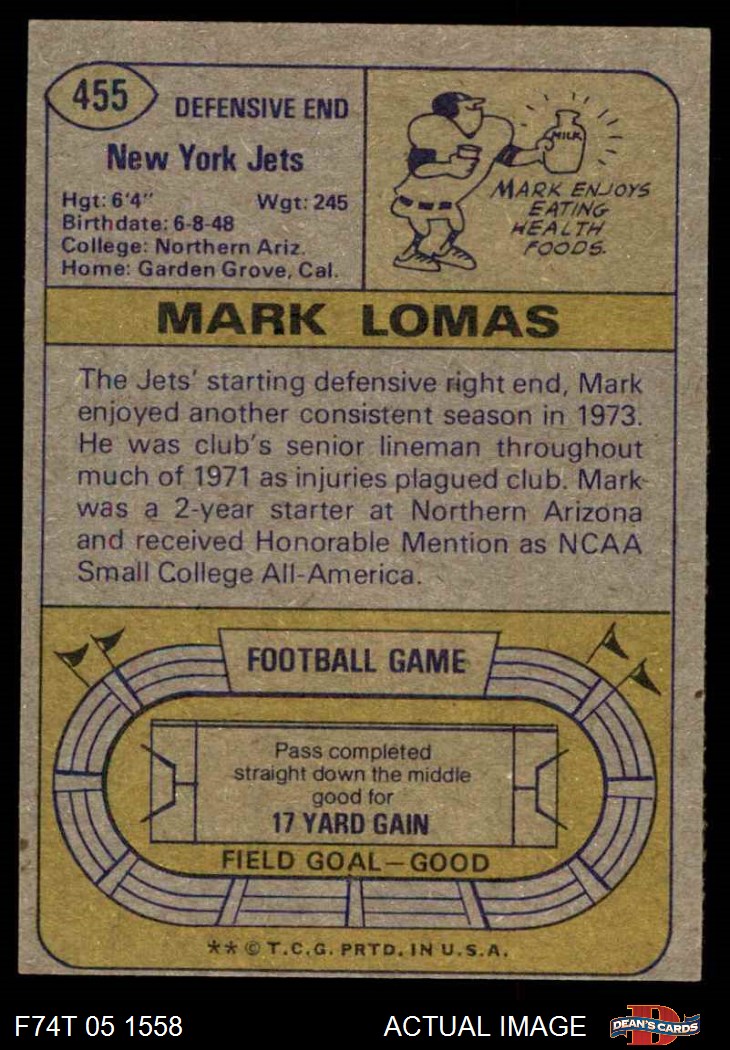 455
DEFENSIVE END
New York Jets
Hgt: 6'4" Wgt: 245
Birthdate: 6-8-48
College: Northern Ariz.
Home: Garden Grove, Cal.
MILK
MARK ENJOYS
EATING
HEALTH
FOODS.
MARK LOMAS
The Jets' starting defensive right end, Mark
enjoyed another consistent season in 1973.
He was club's senior lineman throughout
much of 1971 as injuries plagued club. Mark
was a 2-year starter at Northern Arizona
and received Honorable Mention as NCAA
Small College All-America.
FOOTBALL GAME
Pass completed
straight down the middle
good for
17 YARD GAIN
FIELD GOAL—GOOD
** © T.C.G. PRTD. IN U.S.A.
F74T 05 1558
ACTUAL IMAGE
DEAN'S CARDS